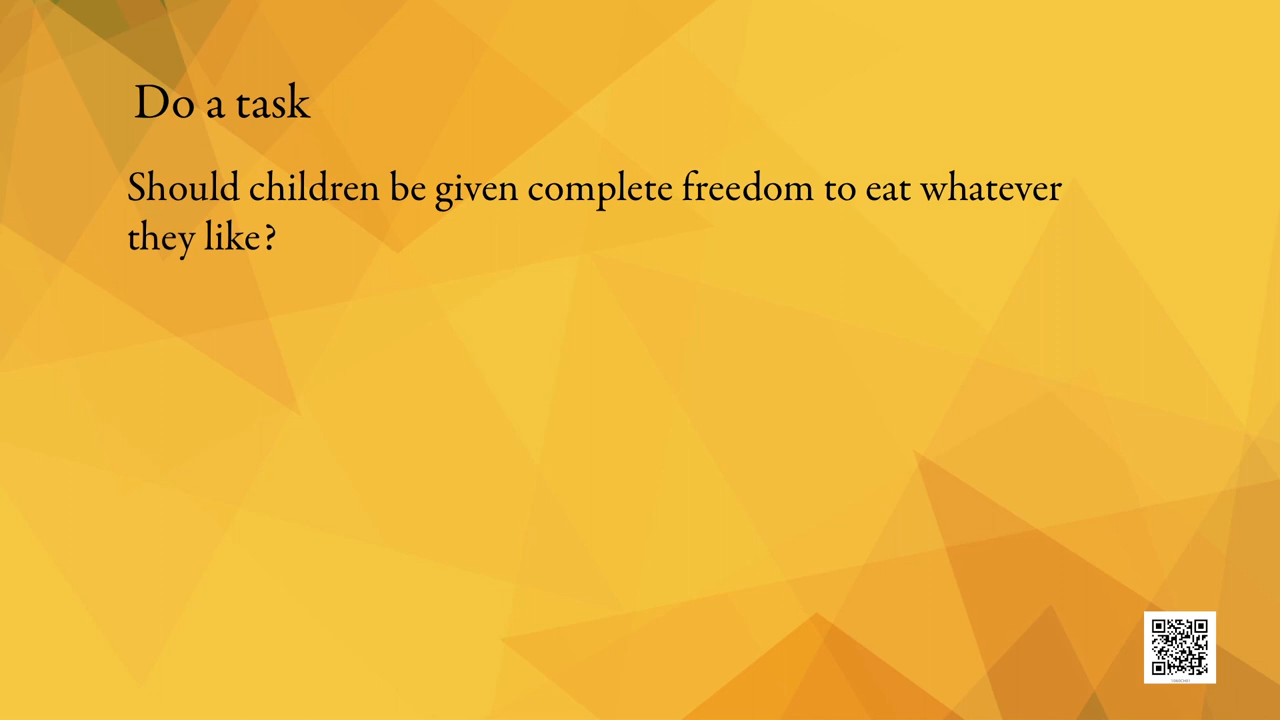 Do a task
Should children be given complete freedom to eat whatever
they like?